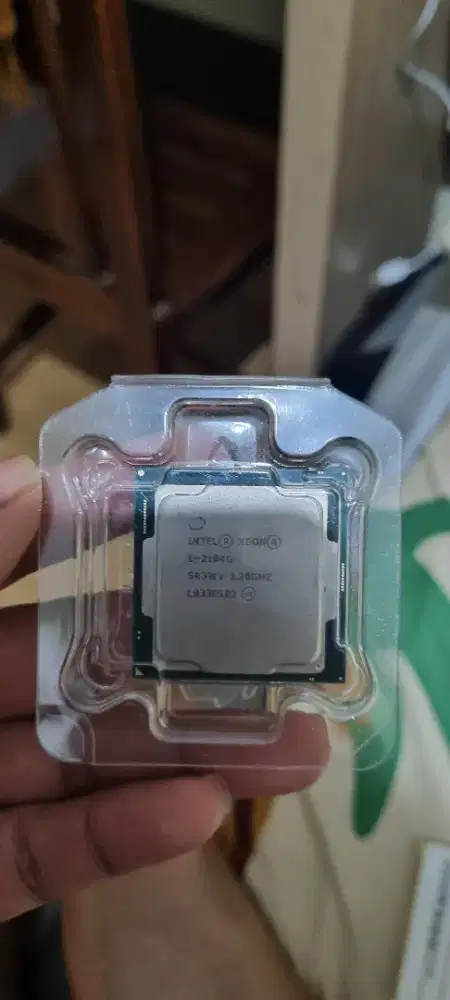 INTEL® XEON®
E-2104G
SR3WV 3.20GHZ